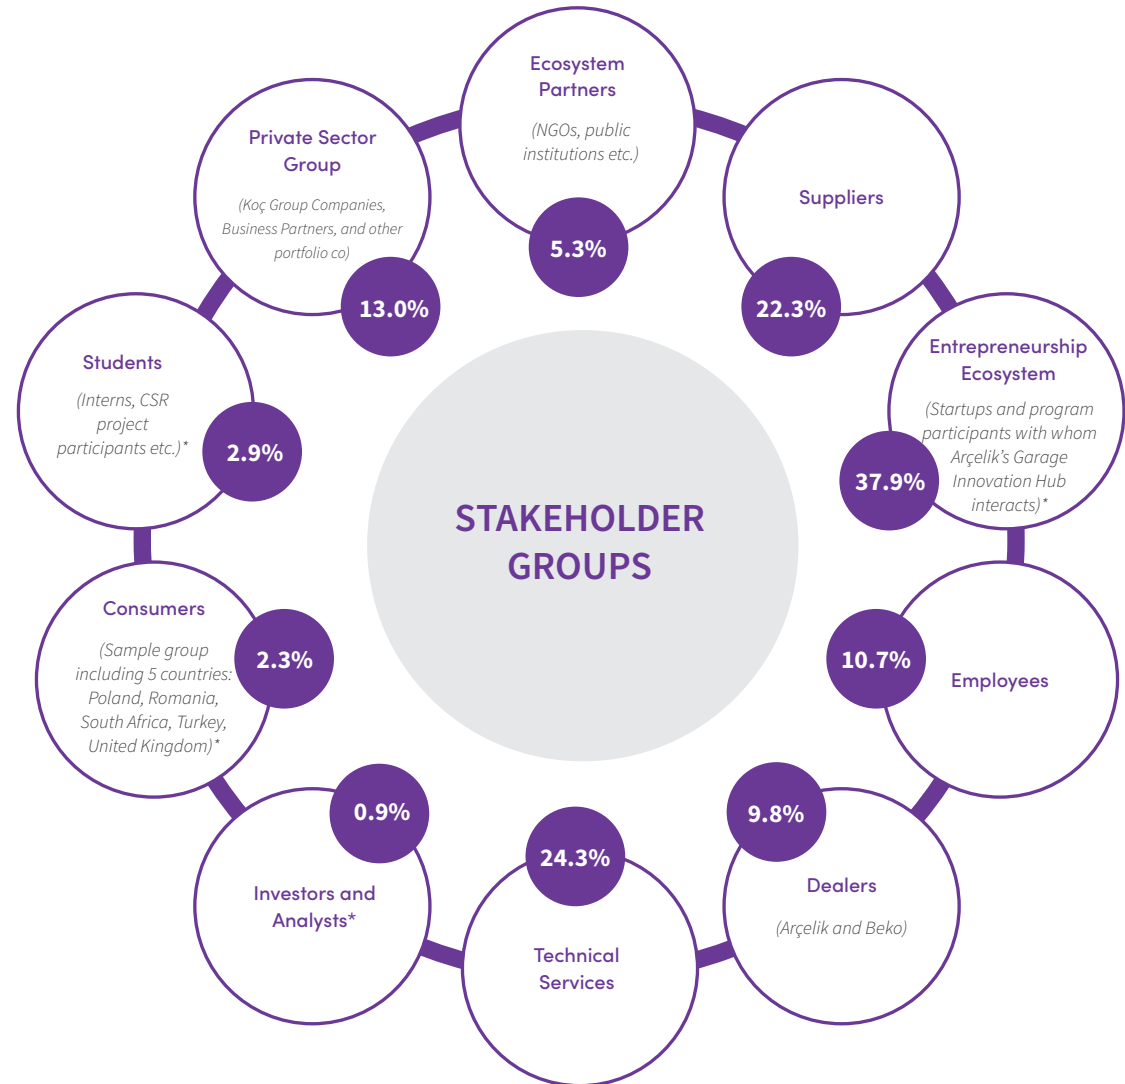 Ecosystem
Partners
(NGOs, public
institutions etc.)
5.3%
Suppliers
22.3%
Entrepreneurship
Ecosystem
(Startups and program
participants with whom
Arçelik's Garage
Innovation Hub
interacts)*
37.9%
Employees
10.7%
Dealers
(Arçelik and Beko)
9.8%
Technical
Services
24.3%
Investors and
Analysts*
0.9%
Consumers
(Sample group
including 5 countries:
Poland, Romania,
South Africa, Turkey,
United Kingdom)*
2.3%
Students
(Interns, CSR
project
participants etc.)*
2.9%
Private Sector
Group
(Koç Group Companies,
Business Partners, and other
portfolio co)
13.0%
STAKEHOLDER
GROUPS